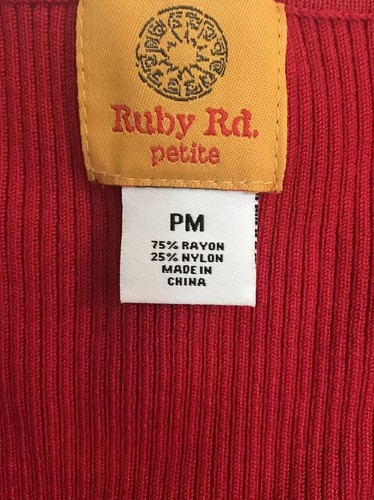 Ruby Rd.
petite
PM
75% RAYON
25% NYLON
MADE IN
CHINA